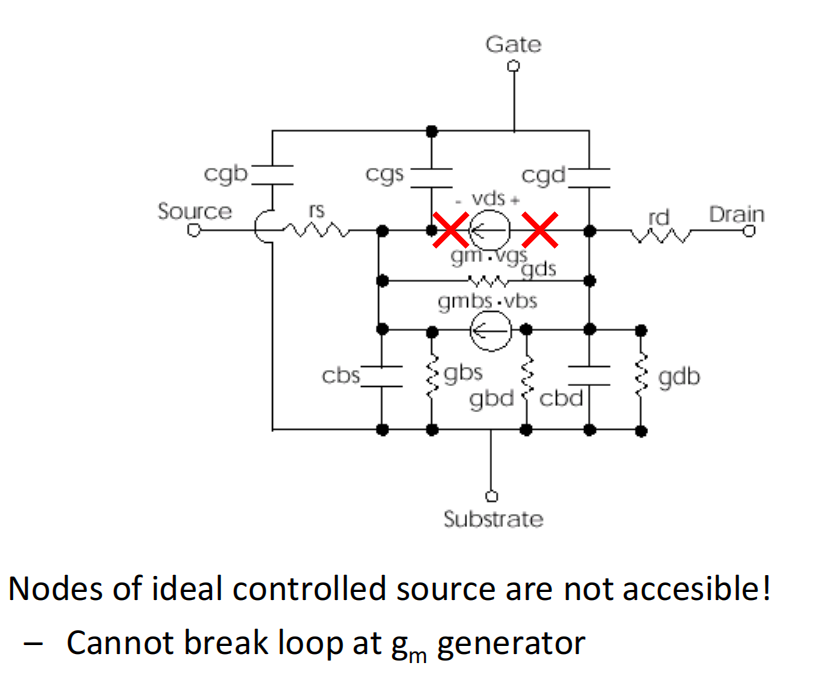 Gate
cgb
cgs
cgd
- vds +
Source
rs
rd
Drain
gm·vgs
gds
gmbs·vbs
cbs
gbs
gbd
cbd
gdb
Substrate
Nodes of ideal controlled source are not accesible!
– Cannot break loop at gm generator